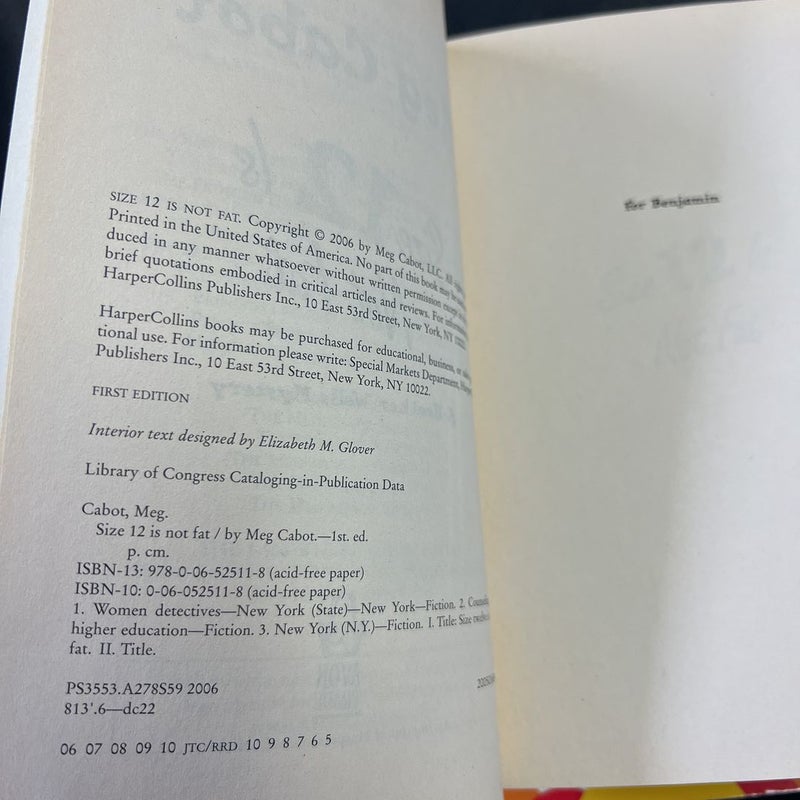 SIZE 12 IS NOT FAT. Copyright © 2006 by Meg Cabot, LLC. All
Printed in the United States of America. No part of this book may be
duced in any manner whatsoever without written permission except
brief quotations embodied in critical articles and reviews. For
HarperCollins Publishers Inc., 10 East 53rd Street, New York, NY
HarperCollins books may be purchased for educational, business, or
tional use. For information please write: Special Markets Department,
Publishers Inc., 10 East 53rd Street, New York, NY 10022.
FIRST EDITION
Interior text designed by Elizabeth M. Glover
Library of Congress Cataloging-in-Publication Data
Cabot, Meg.
Size 12 is not fat / by Meg Cabot.—1st. ed.
p. cm.
ISBN-13: 978-0-06-52511-8 (acid-free paper)
ISBN-10: 0-06-052511-8 (acid-free paper)
1. Women detectives—New York (State)—New York—Fiction. 2.
higher education—Fiction. 3. New York (N.Y.)—Fiction. I. Title: Size
fat. II. Title.
PS3553.A278S59 2006
813'.6—dc22
06 07 08 09 10 JTC/RRD 10 9 8 7 6 5
for Benjamin